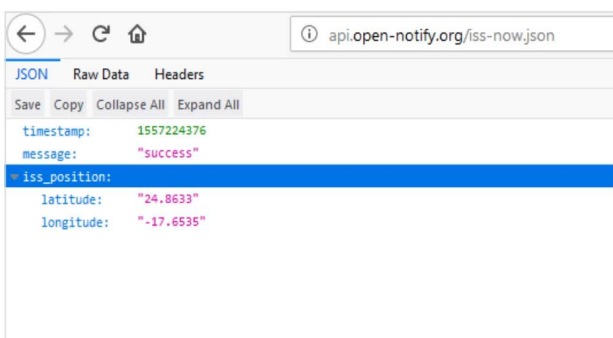 api.open-notify.org/iss-now.json
JSON Raw Data Headers
Save Copy Collapse All Expand All
timestamp: 1557224376
message: "success"
iss_position:
latitude: "24.8633"
longitude: "-17.6535"